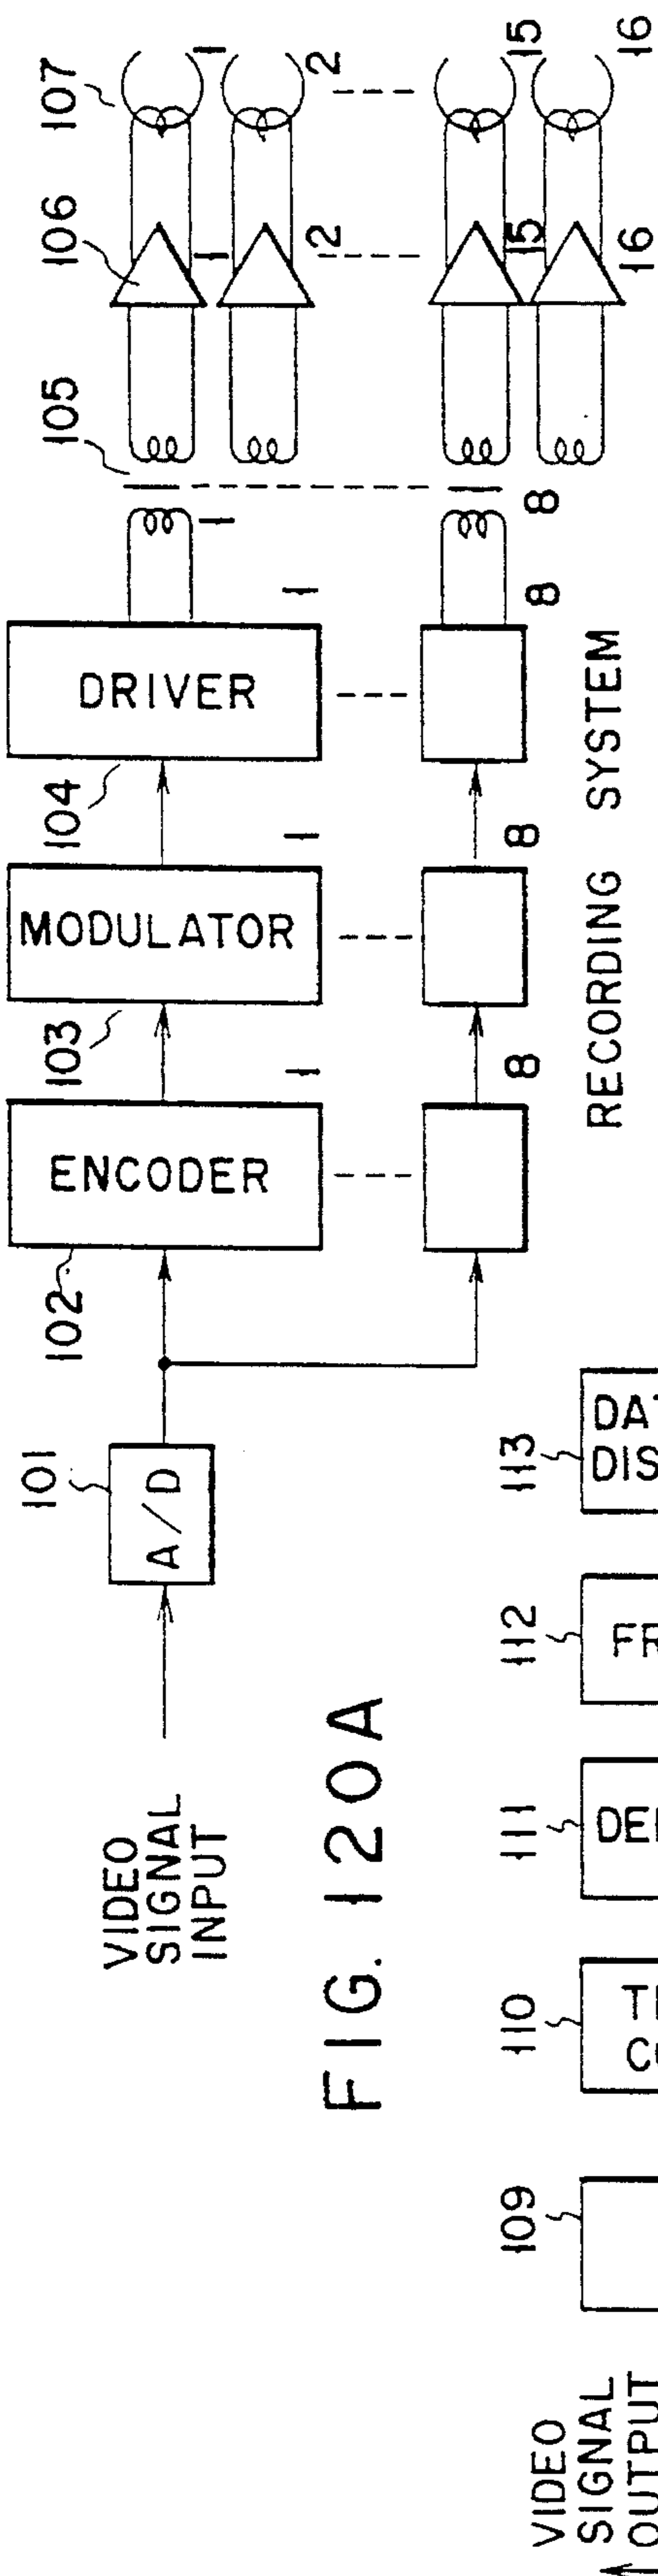 VIDEO
SIGNAL
INPUT
101
A/D
102
ENCODER
1
8
103
MODULATOR
1
8
104
DRIVER
1
8
105
1
8
106
1
2
15
16
107
1
2
15
16
RECORDING SYSTEM
FIG. 120A
VIDEO
SIGNAL
OUTPUT
109
110
111
112
113